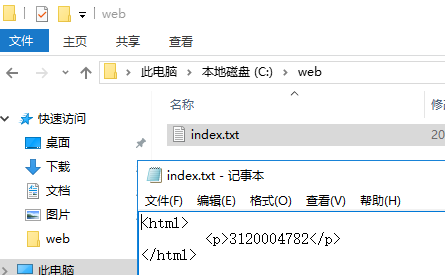 web
文件 主页 共享 查看
此电脑 本地磁盘 (C:) web
快速访问 名称 修改
桌面 index.txt 20
下载 index.txt - 记事本
文档 文件(F) 编辑(E) 格式(O) 查看(V) 帮助(H)
图片 <html>
web <p>3120004782</p>
此电脑 </html>